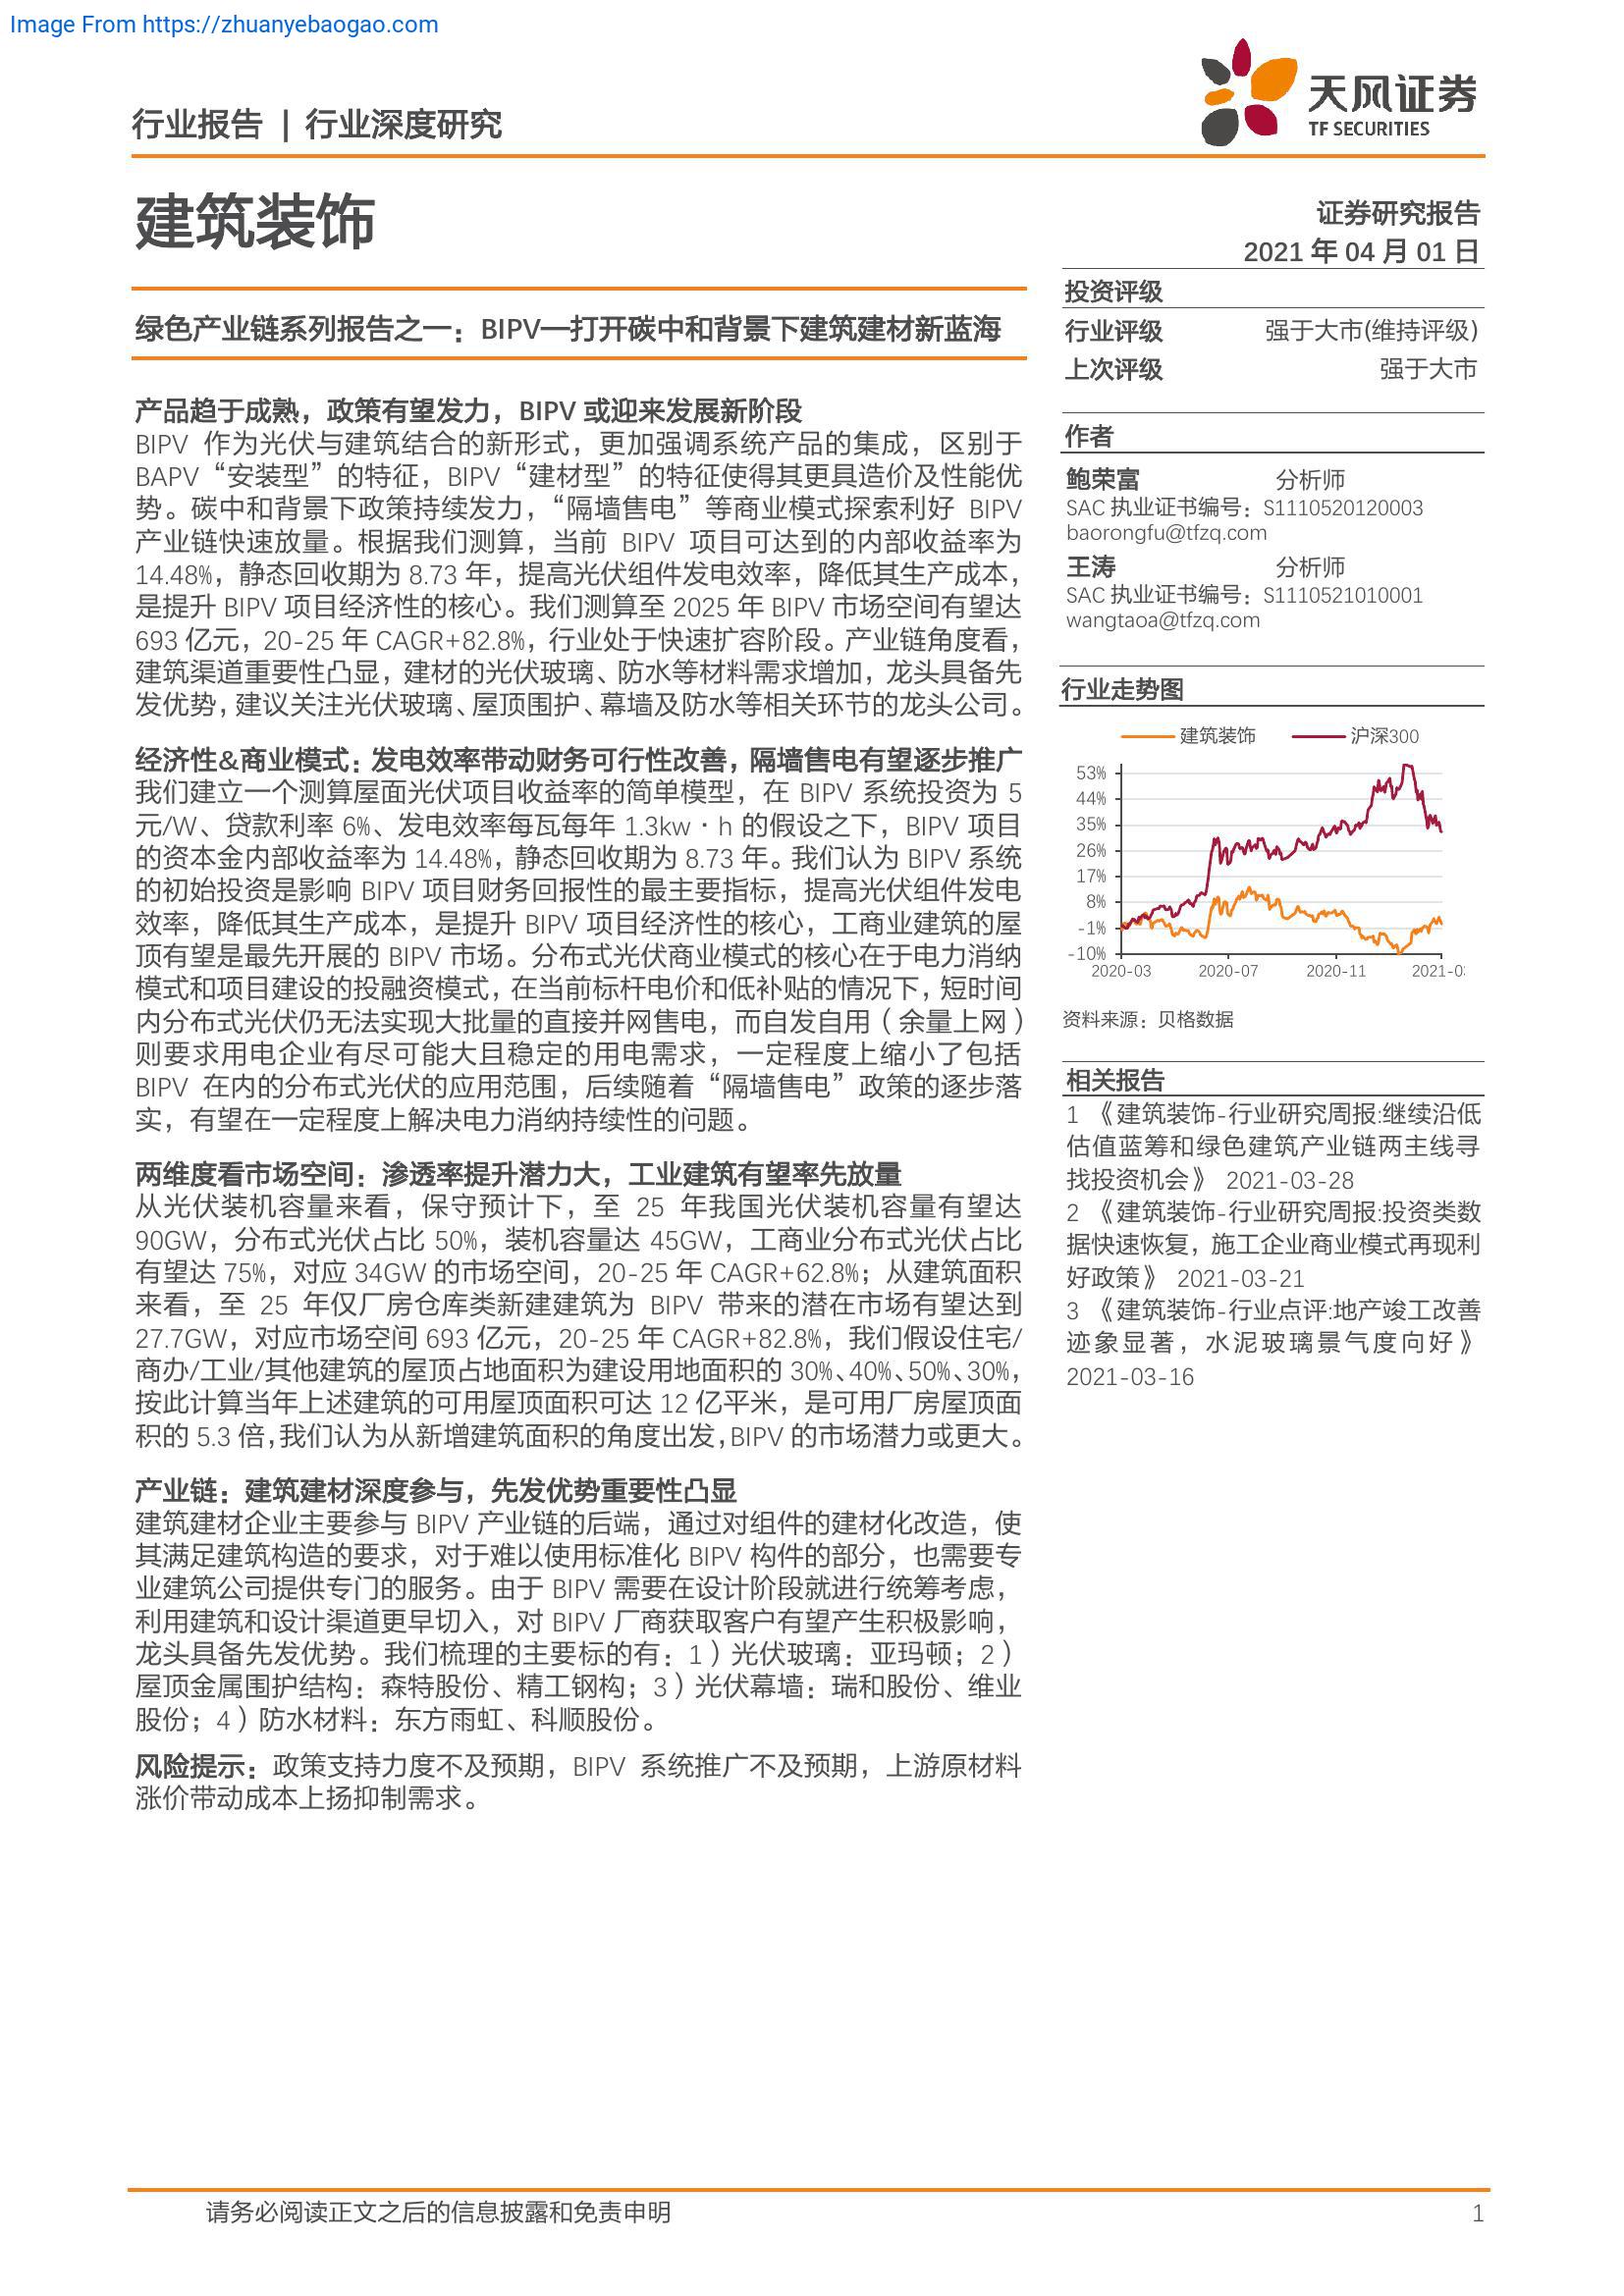 Image From https://zhuanyebaogao.com
行业报告 | 行业深度研究
天风证券
TF SECURITIES
建筑装饰
证券研究报告
2021 年 04 月 01 日
绿色产业链系列报告之一：BIPV—打开碳中和背景下建筑建材新蓝海
产品趋于成熟，政策有望发力，BIPV 或迎来发展新阶段
BIPV 作为光伏与建筑结合的新形式，更加强调系统产品的集成，区别于
BAPV“安装型”的特征，BIPV“建材型”的特征使得其更具造价及性能优
势。碳中和背景下政策持续发力，“隔墙售电”等商业模式探索利好 BIPV
产业链快速放量。根据我们测算，当前 BIPV 项目可达到的内部收益率为
14.48%，静态回收期为 8.73 年，提高光伏组件发电效率，降低其生产成本，
是提升 BIPV 项目经济性的核心。我们测算至 2025 年 BIPV 市场空间有望达
693 亿元，20-25 年 CAGR+82.8%，行业处于快速扩容阶段。产业链角度看，
建筑渠道重要性凸显，建材的光伏玻璃、防水等材料需求增加，龙头具备先
发优势，建议关注光伏玻璃、屋顶围护、幕墙及防水等相关环节的龙头公司。
经济性&商业模式：发电效率带动财务可行性改善，隔墙售电有望逐步推广
我们建立一个测算屋面光伏项目收益率的简单模型，在 BIPV 系统投资为 5
元/W、贷款利率 6%、发电效率每瓦每年 1.3kw·h 的假设之下，BIPV 项目
的资本金内部收益率为 14.48%，静态回收期为 8.73 年。我们认为 BIPV 系统
的初始投资是影响 BIPV 项目财务回报性的最主要指标，提高光伏组件发电
效率，降低其生产成本，是提升 BIPV 项目经济性的核心，工商业建筑的屋
顶有望是最先开展的 BIPV 市场。分布式光伏商业模式的核心在于电力消纳
模式和项目建设的投融资模式，在当前标杆电价和低补贴的情况下，短时间
内分布式光伏仍无法实现大批量的直接并网售电，而自发自用（余量上网）
则要求用电企业有尽可能大且稳定的用电需求，一定程度上缩小了包括
BIPV 在内的分布式光伏的应用范围，后续随着“隔墙售电”政策的逐步落
实，有望在一定程度上解决电力消纳持续性的问题。
两维度看市场空间：渗透率提升潜力大，工业建筑有望率先放量
从光伏装机容量来看，保守预计下，至 25 年我国光伏装机容量有望达
90GW，分布式光伏占比 50%，装机容量达 45GW，工商业分布式光伏占比
有望达 75%，对应 34GW 的市场空间，20-25 年 CAGR+62.8%；从建筑面积
来看，至 25 年仅厂房仓库类新建建筑为 BIPV 带来的潜在市场有望达到
27.7GW，对应市场空间 693 亿元，20-25 年 CAGR+82.8%，我们假设住宅/
商办/工业/其他建筑的屋顶占地面积为建设用地面积的 30%、40%、50%、30%，
按此计算当年上述建筑的可用屋顶面积可达 12 亿平米，是可用厂房屋顶面
积的 5.3 倍，我们认为从新增建筑面积的角度出发，BIPV 的市场潜力或更大。
产业链：建筑建材深度参与，先发优势重要性凸显
建筑建材企业主要参与 BIPV 产业链的后端，通过对组件的建材化改造，使
其满足建筑构造的要求，对于难以使用标准化 BIPV 构件的部分，也需要专
业建筑公司提供专门的服务。由于 BIPV 需要在设计阶段就进行统筹考虑，
利用建筑和设计渠道更早切入，对 BIPV 厂商获取客户有望产生积极影响，
龙头具备先发优势。我们梳理的主要标的有：1）光伏玻璃：亚玛顿；2）
屋顶金属围护结构：森特股份、精工钢构；3）光伏幕墙：瑞和股份、维业
股份；4）防水材料：东方雨虹、科顺股份。
风险提示：政策支持力度不及预期，BIPV 系统推广不及预期，上游原材料
涨价带动成本上扬抑制需求。
投资评级
行业评级 强于大市(维持评级)
上次评级 强于大市
作者
鲍荣富 分析师
SAC 执业证书编号：S1110520120003
baorongfu@tfzq.com
王涛 分析师
SAC 执业证书编号：S1110521010001
wangtaoa@tfzq.com
行业走势图
建筑装饰 沪深300
53%
44%
35%
26%
17%
8%
-1%
-10%
2020-03 2020-07 2020-11 2021-0
资料来源：贝格数据
相关报告
1 《建筑装饰-行业研究周报:继续沿低
估值蓝筹和绿色建筑产业链两主线寻
找投资机会》 2021-03-28
2 《建筑装饰-行业研究周报:投资类数
据快速恢复，施工企业商业模式再现利
好政策》 2021-03-21
3 《建筑装饰-行业点评:地产竣工改善
迹象显著，水泥玻璃景气度向好》
2021-03-16
请务必阅读正文之后的信息披露和免责申明 1